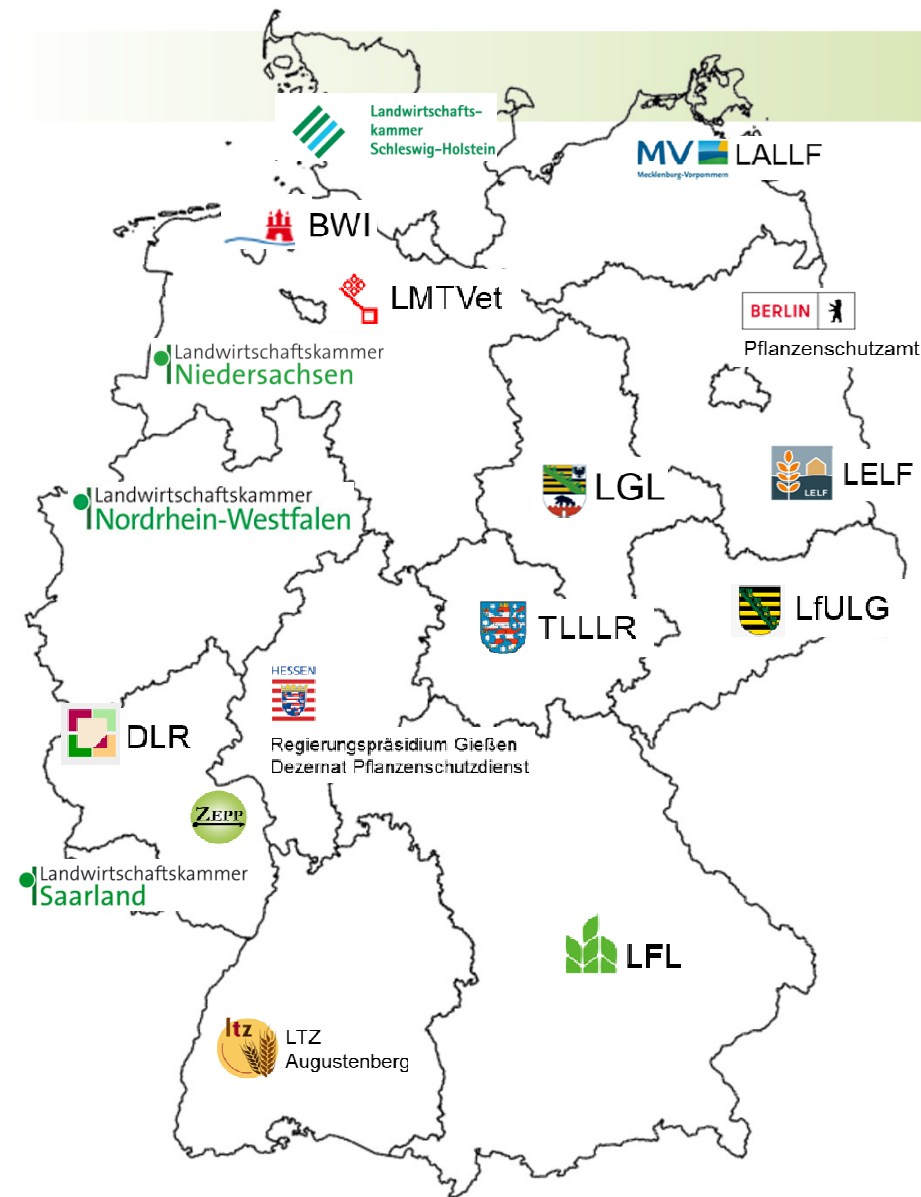 Landwirtschafts-
kammer
Schleswig-Holstein
MV LALLF
Mecklenburg-Vorpommern
BWI
LMTVet
BERLIN
Pflanzenschutzamt
Landwirtschaftskammer
Niedersachsen
LGL
LELF
LELF
Landwirtschaftskammer
Nordrhein-Westfalen
TLLLR
LfULG
HESSEN
Regierungspräsidium Gießen
Dezernat Pflanzenschutzdienst
DLR
ZEPP
Landwirtschaftskammer
Saarland
LFL
ltz
LTZ
Augustenberg